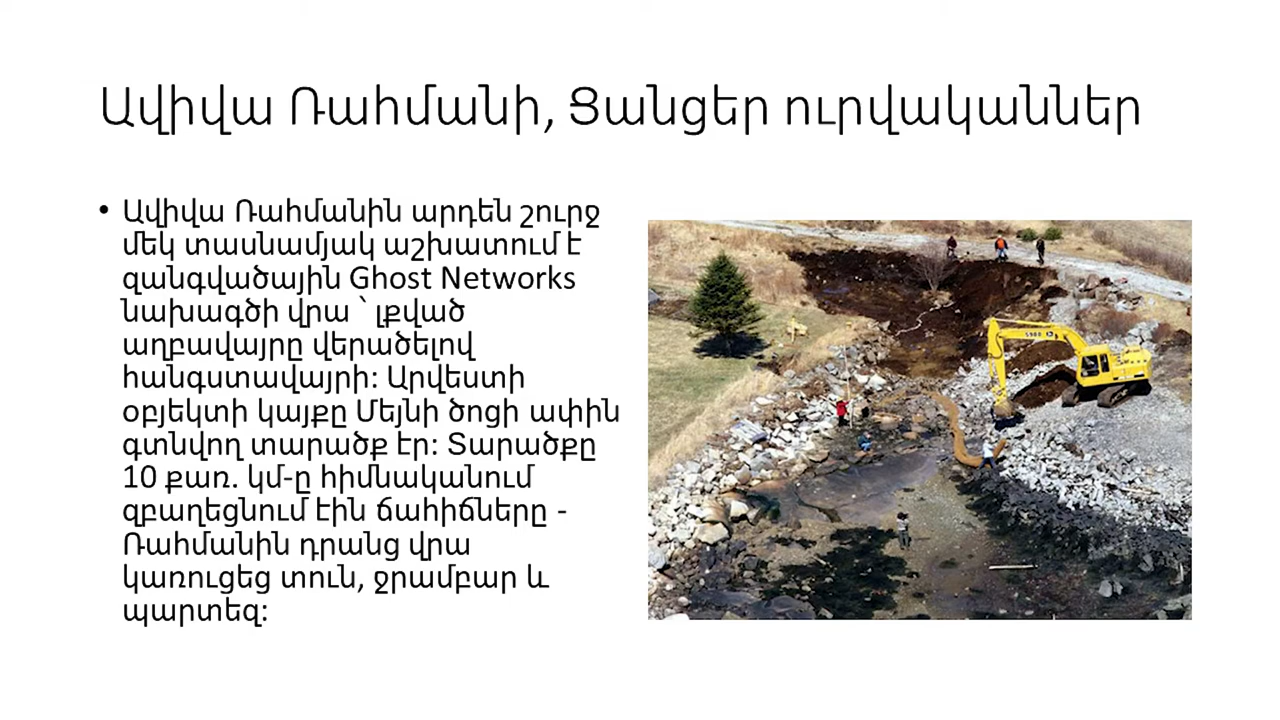 Ավիվա Ռահմանի, Ցանցեր ուրվականներ
• Ավիվա Ռահմանին արդեն շուրջ
մեկ տասնամյակ աշխատում է
զանգվածային Ghost Networks
նախագծի վրա ՝ լքված
աղբավայրը վերածելով
հանգստավայրի: Արվեստի
օբյեկտի կայքը Մեյնի ծոցի ափին
գտնվող տարածք էր: Տարածքը
10 քառ. կմ-ը հիմնականում
զբաղեցնում էին ճահիճները -
Ռահմանին դրանց վրա
կառուցեց տուն, ջրամբար և
պարտեզ: